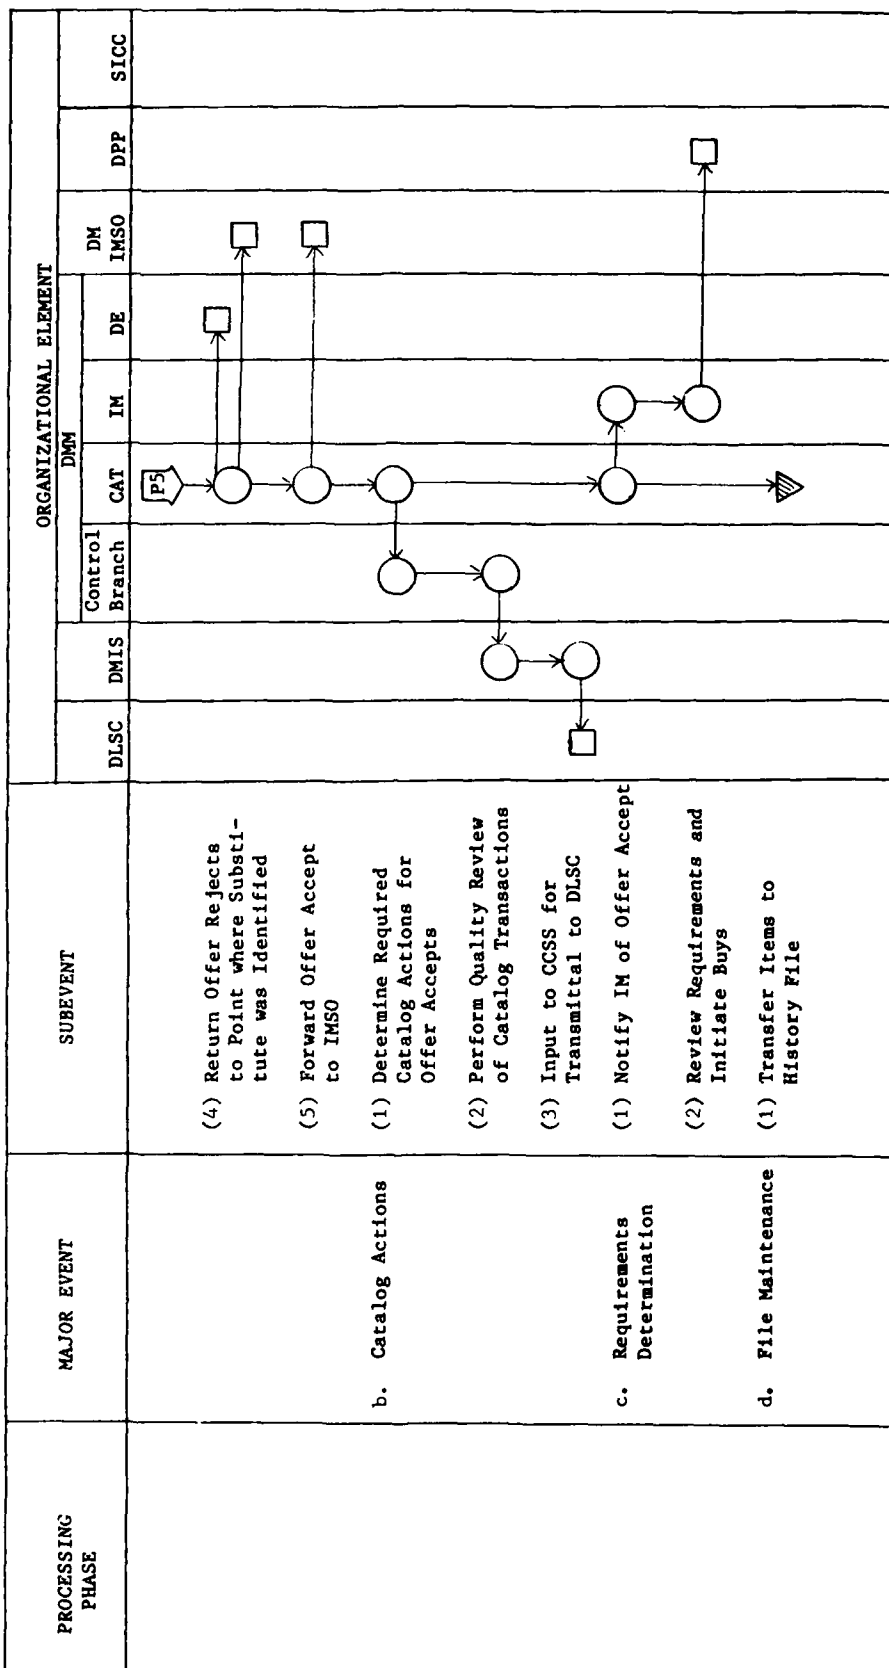 PROCESSING
PHASE
MAJOR EVENT
SUBEVENT
ORGANIZATIONAL ELEMENT
DMM
DLSC
DMIS
Control
Branch
CAT
IM
DE
DM
IMSO
DPP
SICC
P5
(4) Return Offer Rejects
to Point where Substi-
tute was Identified
(5) Forward Offer Accept
to IMSO
b. Catalog Actions
(1) Determine Required
Catalog Actions for
Offer Accepts
(2) Perform Quality Review
of Catalog Transactions
(3) Input to CCSS for
Transmittal to DLSC
c. Requirements
Determination
(1) Notify IM of Offer Accept
(2) Review Requirements and
Initiate Buys
d. File Maintenance
(1) Transfer Items to
History File